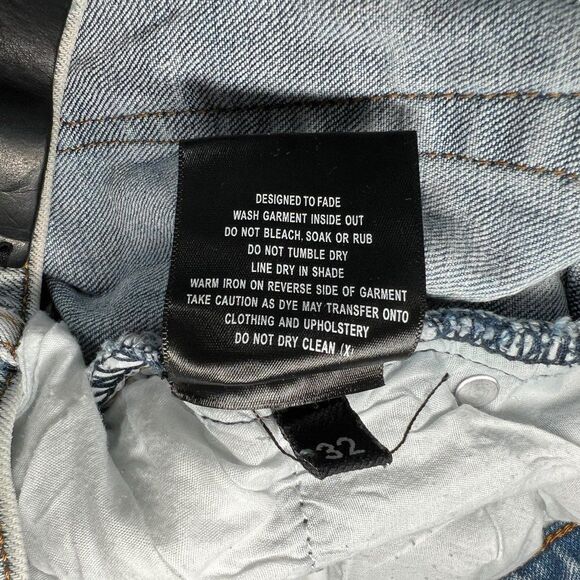 DESIGNED TO FADE
WASH GARMENT INSIDE OUT
DO NOT BLEACH, SOAK OR RUB
DO NOT TUMBLE DRY
LINE DRY IN SHADE
WARM IRON ON REVERSE SIDE OF GARMENT
TAKE CAUTION AS DYE MAY TRANSFER ONTO
CLOTHING AND UPHOLSTERY
DO NOT DRY CLEAN (X)
32